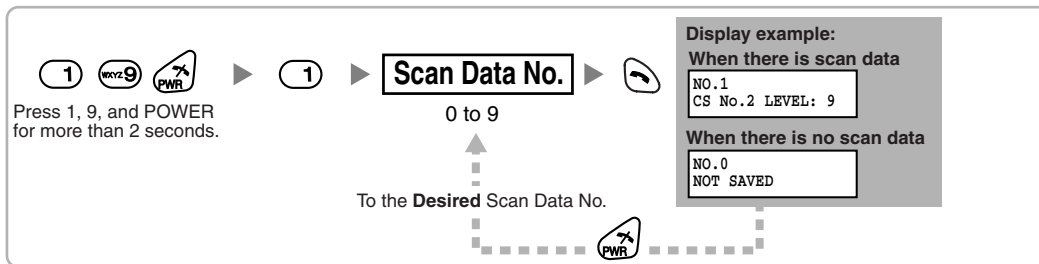 1) WXYZ9 PWR 1) Scan Data No.
Press 1, 9, and POWER
for more than 2 seconds.
0 to 9
Display example:
When there is scan data
NO.1
CS No.2 LEVEL: 9
When there is no scan data
NO.0
NOT SAVED
To the Desired Scan Data No.
PWR